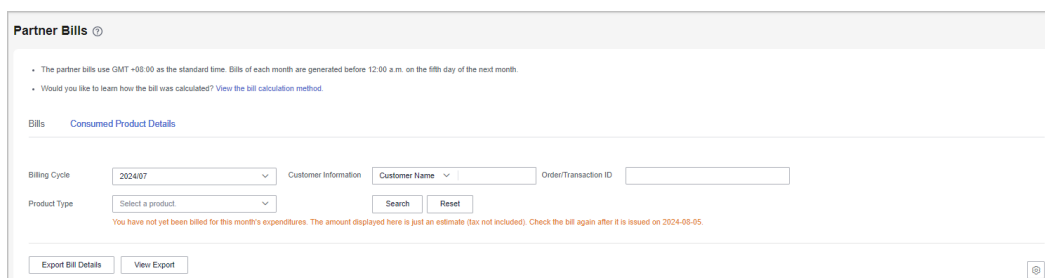 Partner Bills
The partner bills use GMT +08:00 as the standard time. Bills of each month are generated before 12:00 a.m. on the fifth day of the next month.
Would you like to learn how the bill was calculated? View the bill calculation method.
Bills Consumed Product Details
Billing Cycle 2024/07 Customer Information Customer Name Order/Transaction ID
Product Type Select a product. Search Reset
You have not yet been billed for this month's expenditures. The amount displayed here is just an estimate (tax not included). Check the bill again after it is issued on 2024-08-05.
Export Bill Details View Export